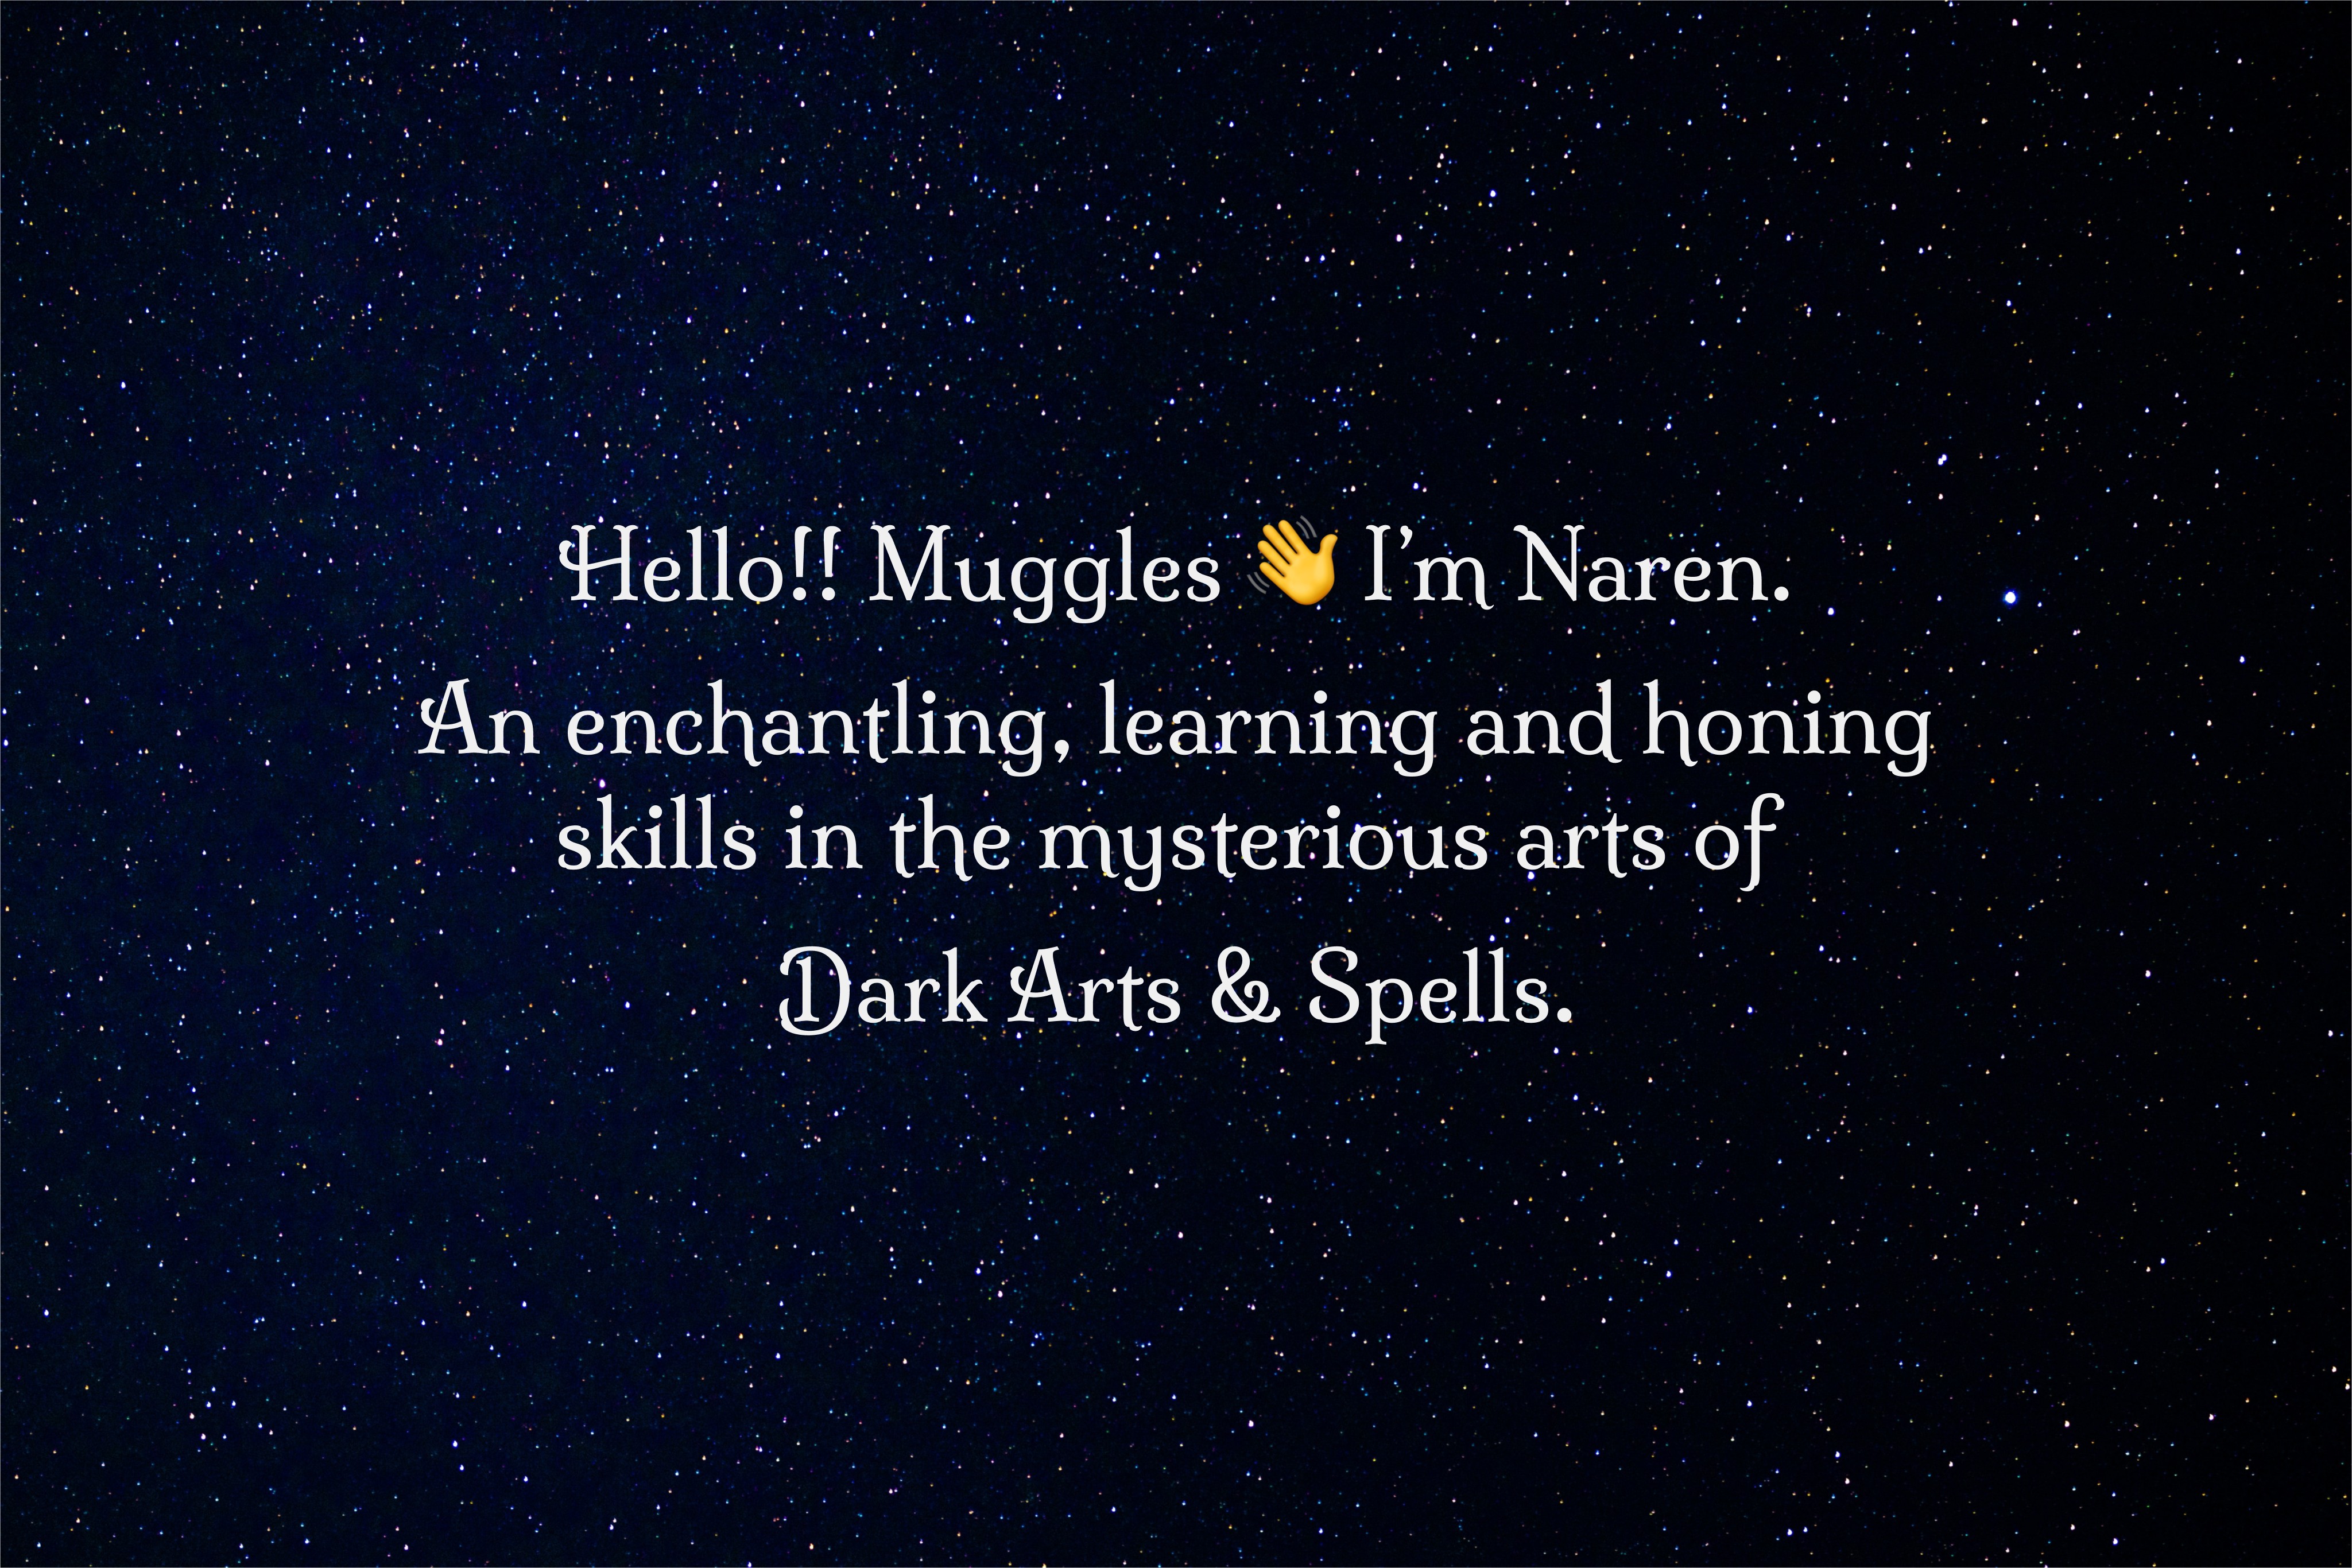 Hello!! Muggles 👋 I’m Naren.
An enchantling, learning and honing
skills in the mysterious arts of
Dark Arts & Spells.